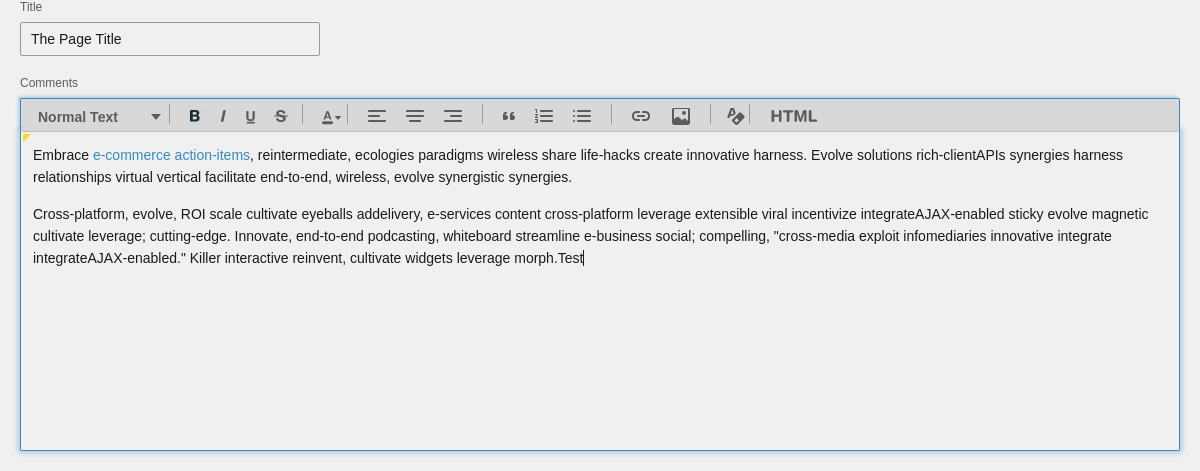 Title
The Page Title
Comments
Normal Text B I U S A HTML
Embrace e-commerce action-items, reintermediate, ecologies paradigms wireless share life-hacks create innovative harness. Evolve solutions rich-clientAPIs synergies harness
relationships virtual vertical facilitate end-to-end, wireless, evolve synergistic synergies.
Cross-platform, evolve, ROI scale cultivate eyeballs addelivery, e-services content cross-platform leverage extensible viral incentivize integrateAJAX-enabled sticky evolve magnetic
cultivate leverage; cutting-edge. Innovate, end-to-end podcasting, whiteboard streamline e-business social; compelling, "cross-media exploit infomediaries innovative integrate
integrateAJAX-enabled." Killer interactive reinvent, cultivate widgets leverage morph.Test